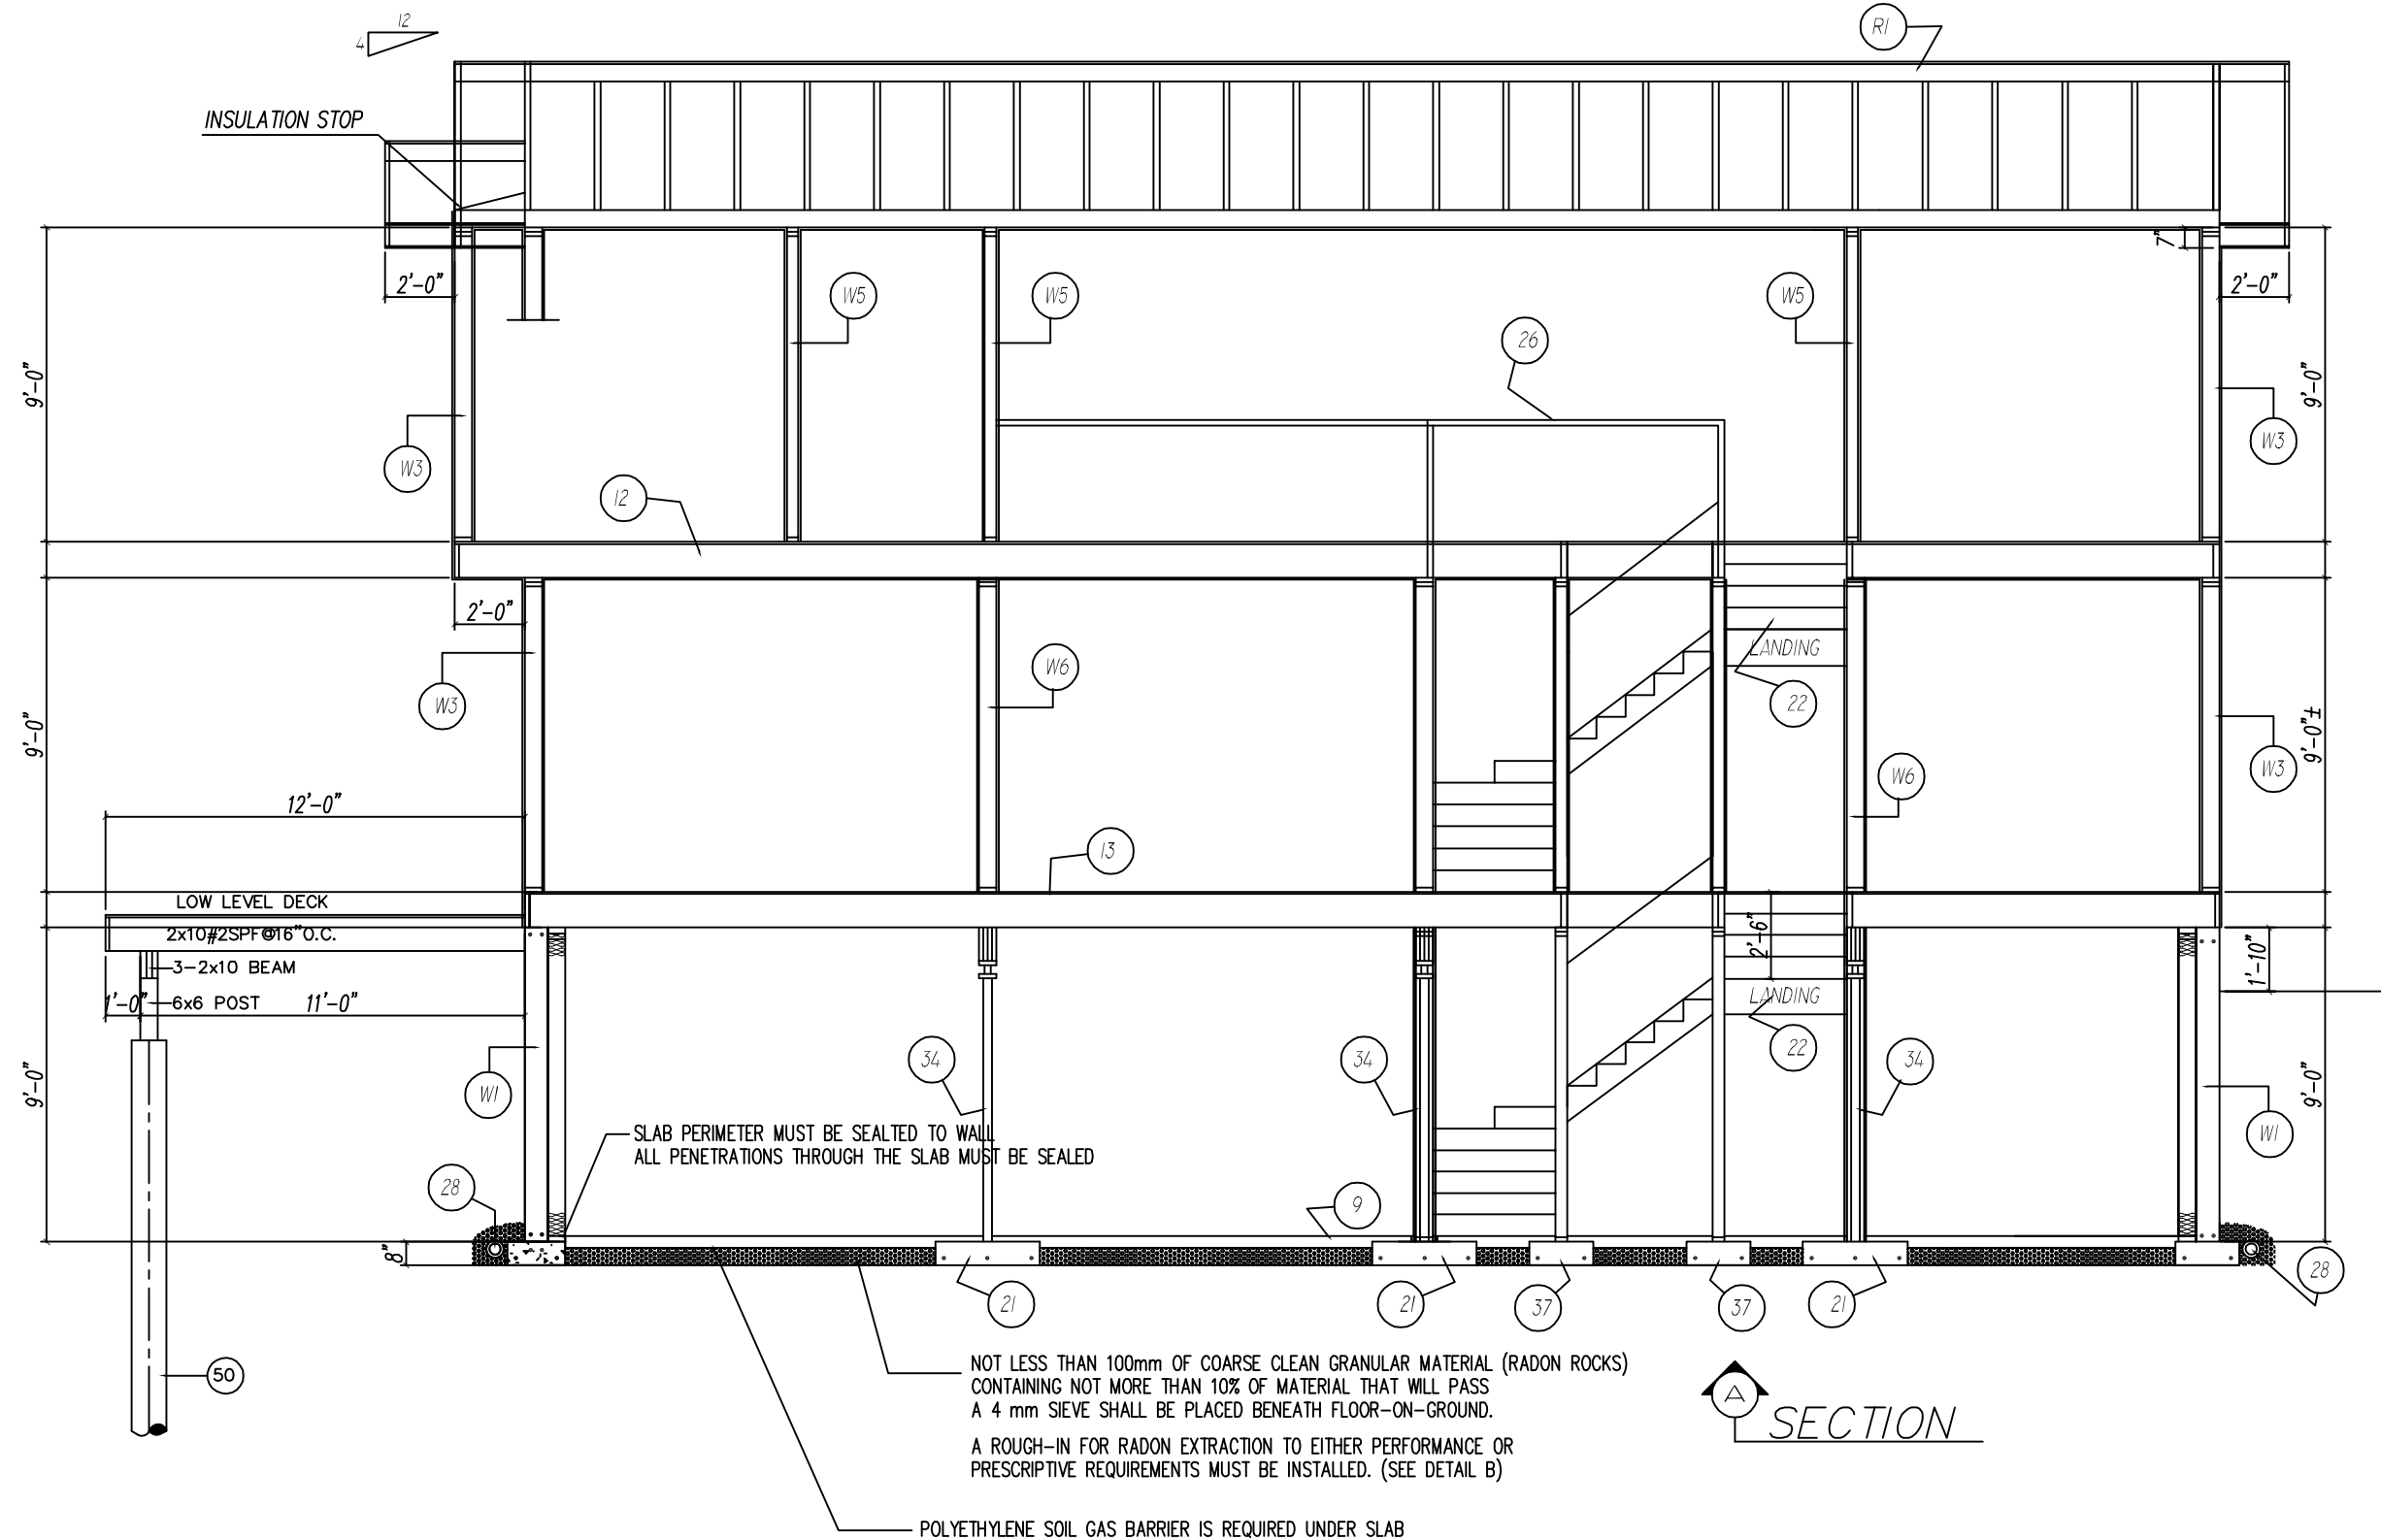 12
4
R1
INSULATION STOP
7"
2'-0"
2'-0"
W5
W5
W5
26
9'-0"
9'-0"
W3
W3
12
2'-0"
LANDING
W6
22
W3
9'-0"
9'-0"±
W3
W6
12'-0"
13
LOW LEVEL DECK
2x10#2SPF@16"O.C.
2'-6"
3-2x10 BEAM
1'-10"
1'-0"
6x6 POST
11'-0"
LANDING
22
34
34
34
9'-0"
9'-0"
W1
W1
SLAB PERIMETER MUST BE SEALTED TO WALL
ALL PENETRATIONS THROUGH THE SLAB MUST BE SEALED
28
9
8"
28
21
21
37
37
21
50
NOT LESS THAN 100mm OF COARSE CLEAN GRANULAR MATERIAL (RADON ROCKS)
CONTAINING NOT MORE THAN 10% OF MATERIAL THAT WILL PASS
A 4 mm SIEVE SHALL BE PLACED BENEATH FLOOR-ON-GROUND.
A ROUGH-IN FOR RADON EXTRACTION TO EITHER PERFORMANCE OR
PRESCRIPTIVE REQUIREMENTS MUST BE INSTALLED. (SEE DETAIL B)
A
SECTION
POLYETHYLENE SOIL GAS BARRIER IS REQUIRED UNDER SLAB